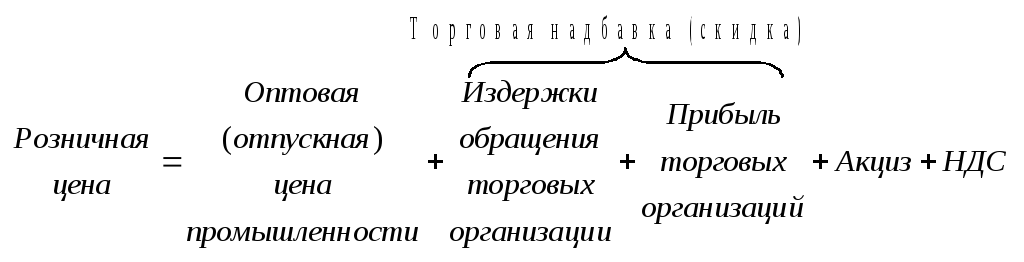 Торговая надбавка (скидка)
Розничная
цена
=
Оптовая
(отпускная)
цена
промышленности
+
Издержки
обращения
торговых
организации
+
Прибыль
торговых
организаций
+ Акциз + НДС